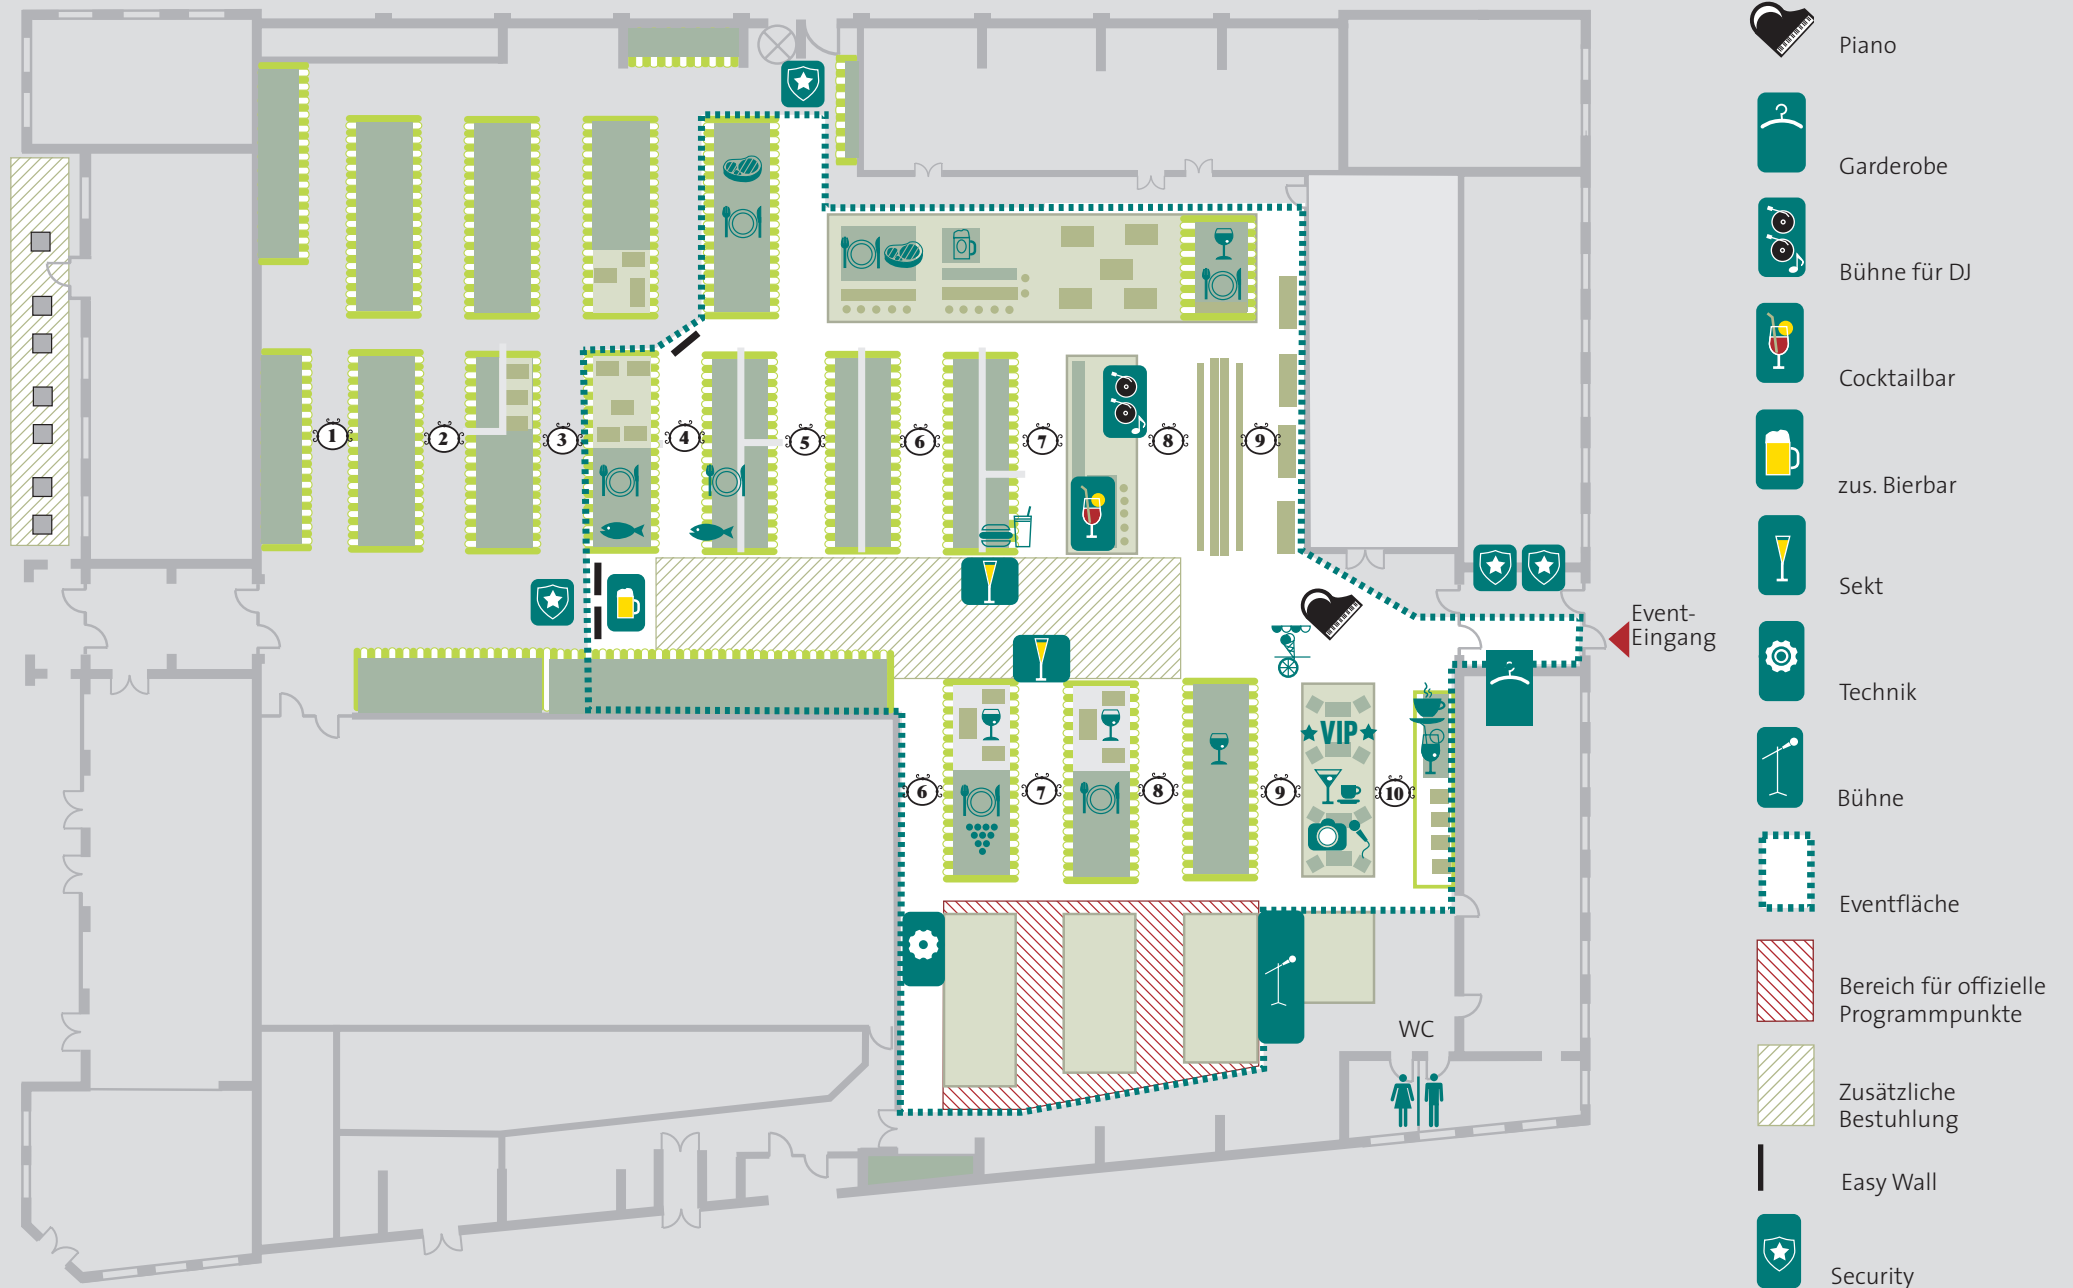 1
2
3
4
5
6
7
8
9
6
7
8
9
10
VIP
WC
Event-
Eingang
Piano
Garderobe
Bühne für DJ
Cocktailbar
zus. Bierbar
Sekt
Technik
Bühne
Eventfläche
Bereich für offizielle
Programmpunkte
Zusätzliche
Bestuhlung
Easy Wall
Security